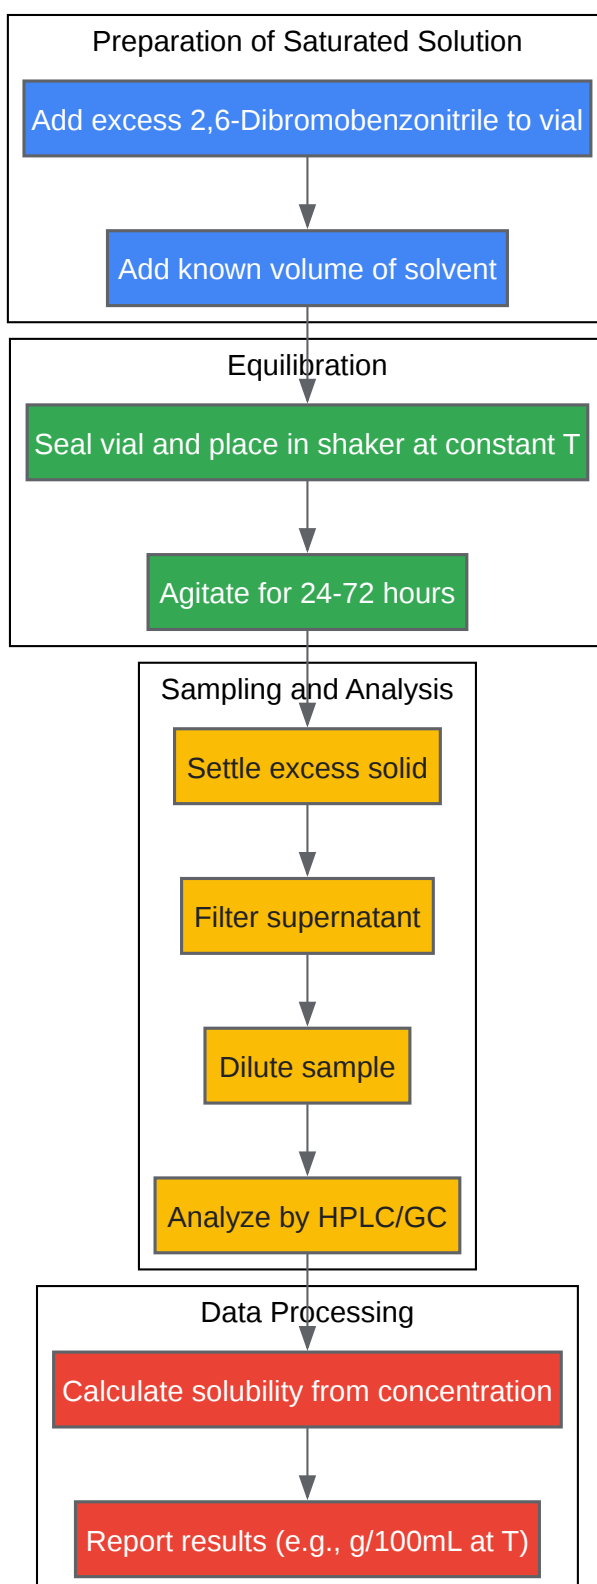 Preparation of Saturated Solution
Add excess 2,6-Dibromobenzonitrile to vial
Add known volume of solvent
Equilibration
Seal vial and place in shaker at constant T
Agitate for 24-72 hours
Sampling and Analysis
Settle excess solid
Filter supernatant
Dilute sample
Analyze by HPLC/GC
Data Processing
Calculate solubility from concentration
Report results (e.g., g/100mL at T)